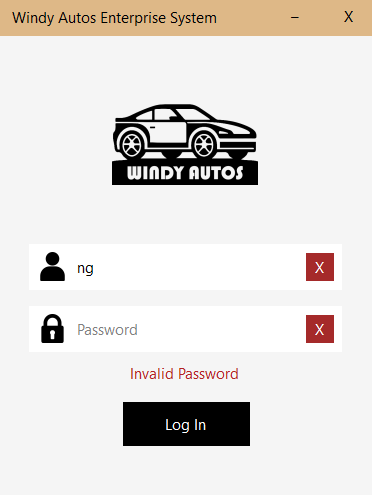 Windy Autos Enterprise System – X
WINDY AUTOS
ng X
Password X
Invalid Password
Log In